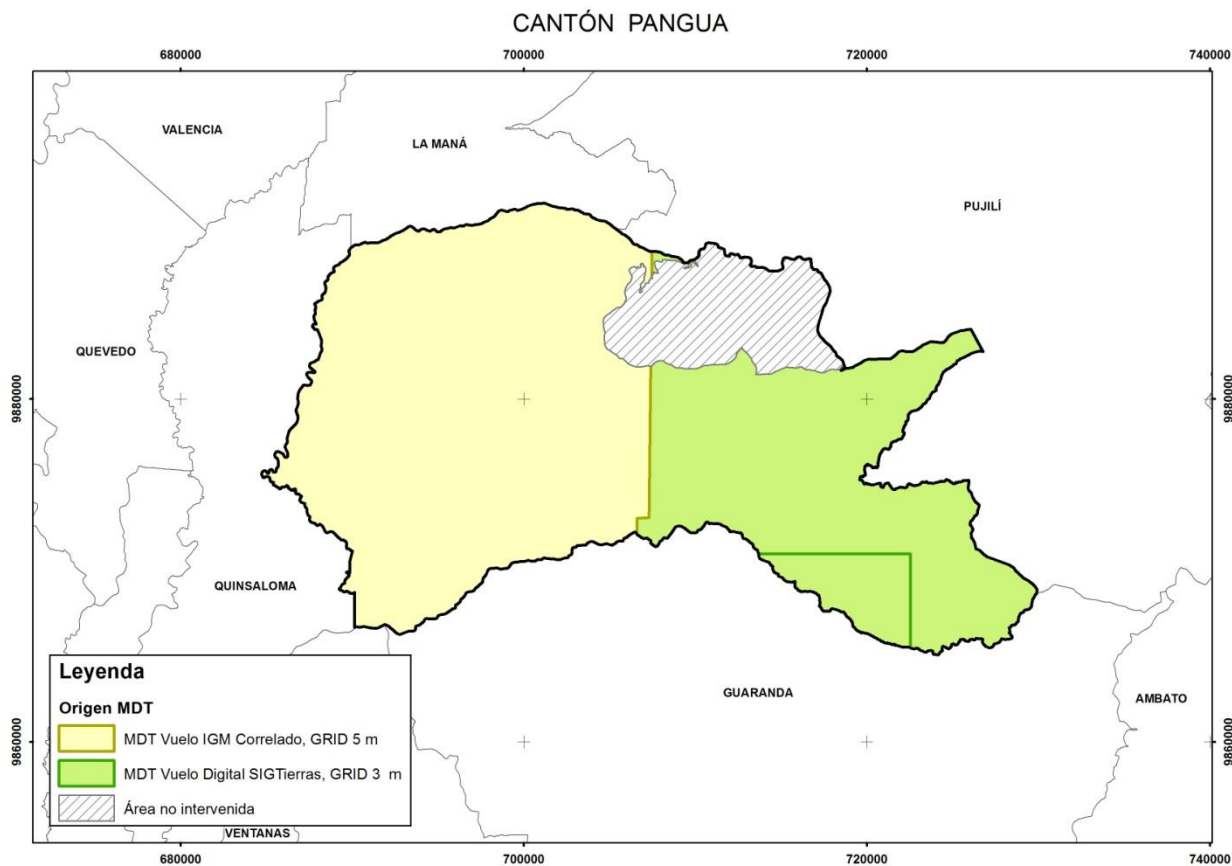 CANTÓN PANGUA
680000 700000 720000 740000
VALENCIA
LA MANÁ
PUJILÍ
QUEVEDO
9880000 9880000
QUINSALOMA
GUARANDA
AMBATO
9860000 9860000
Leyenda
Origen MDT
MDT Vuelo IGM Correlado, GRID 5 m
MDT Vuelo Digital SIGTierras, GRID 3 m
Área no intervenida
VENTANAS
680000 700000 720000 740000